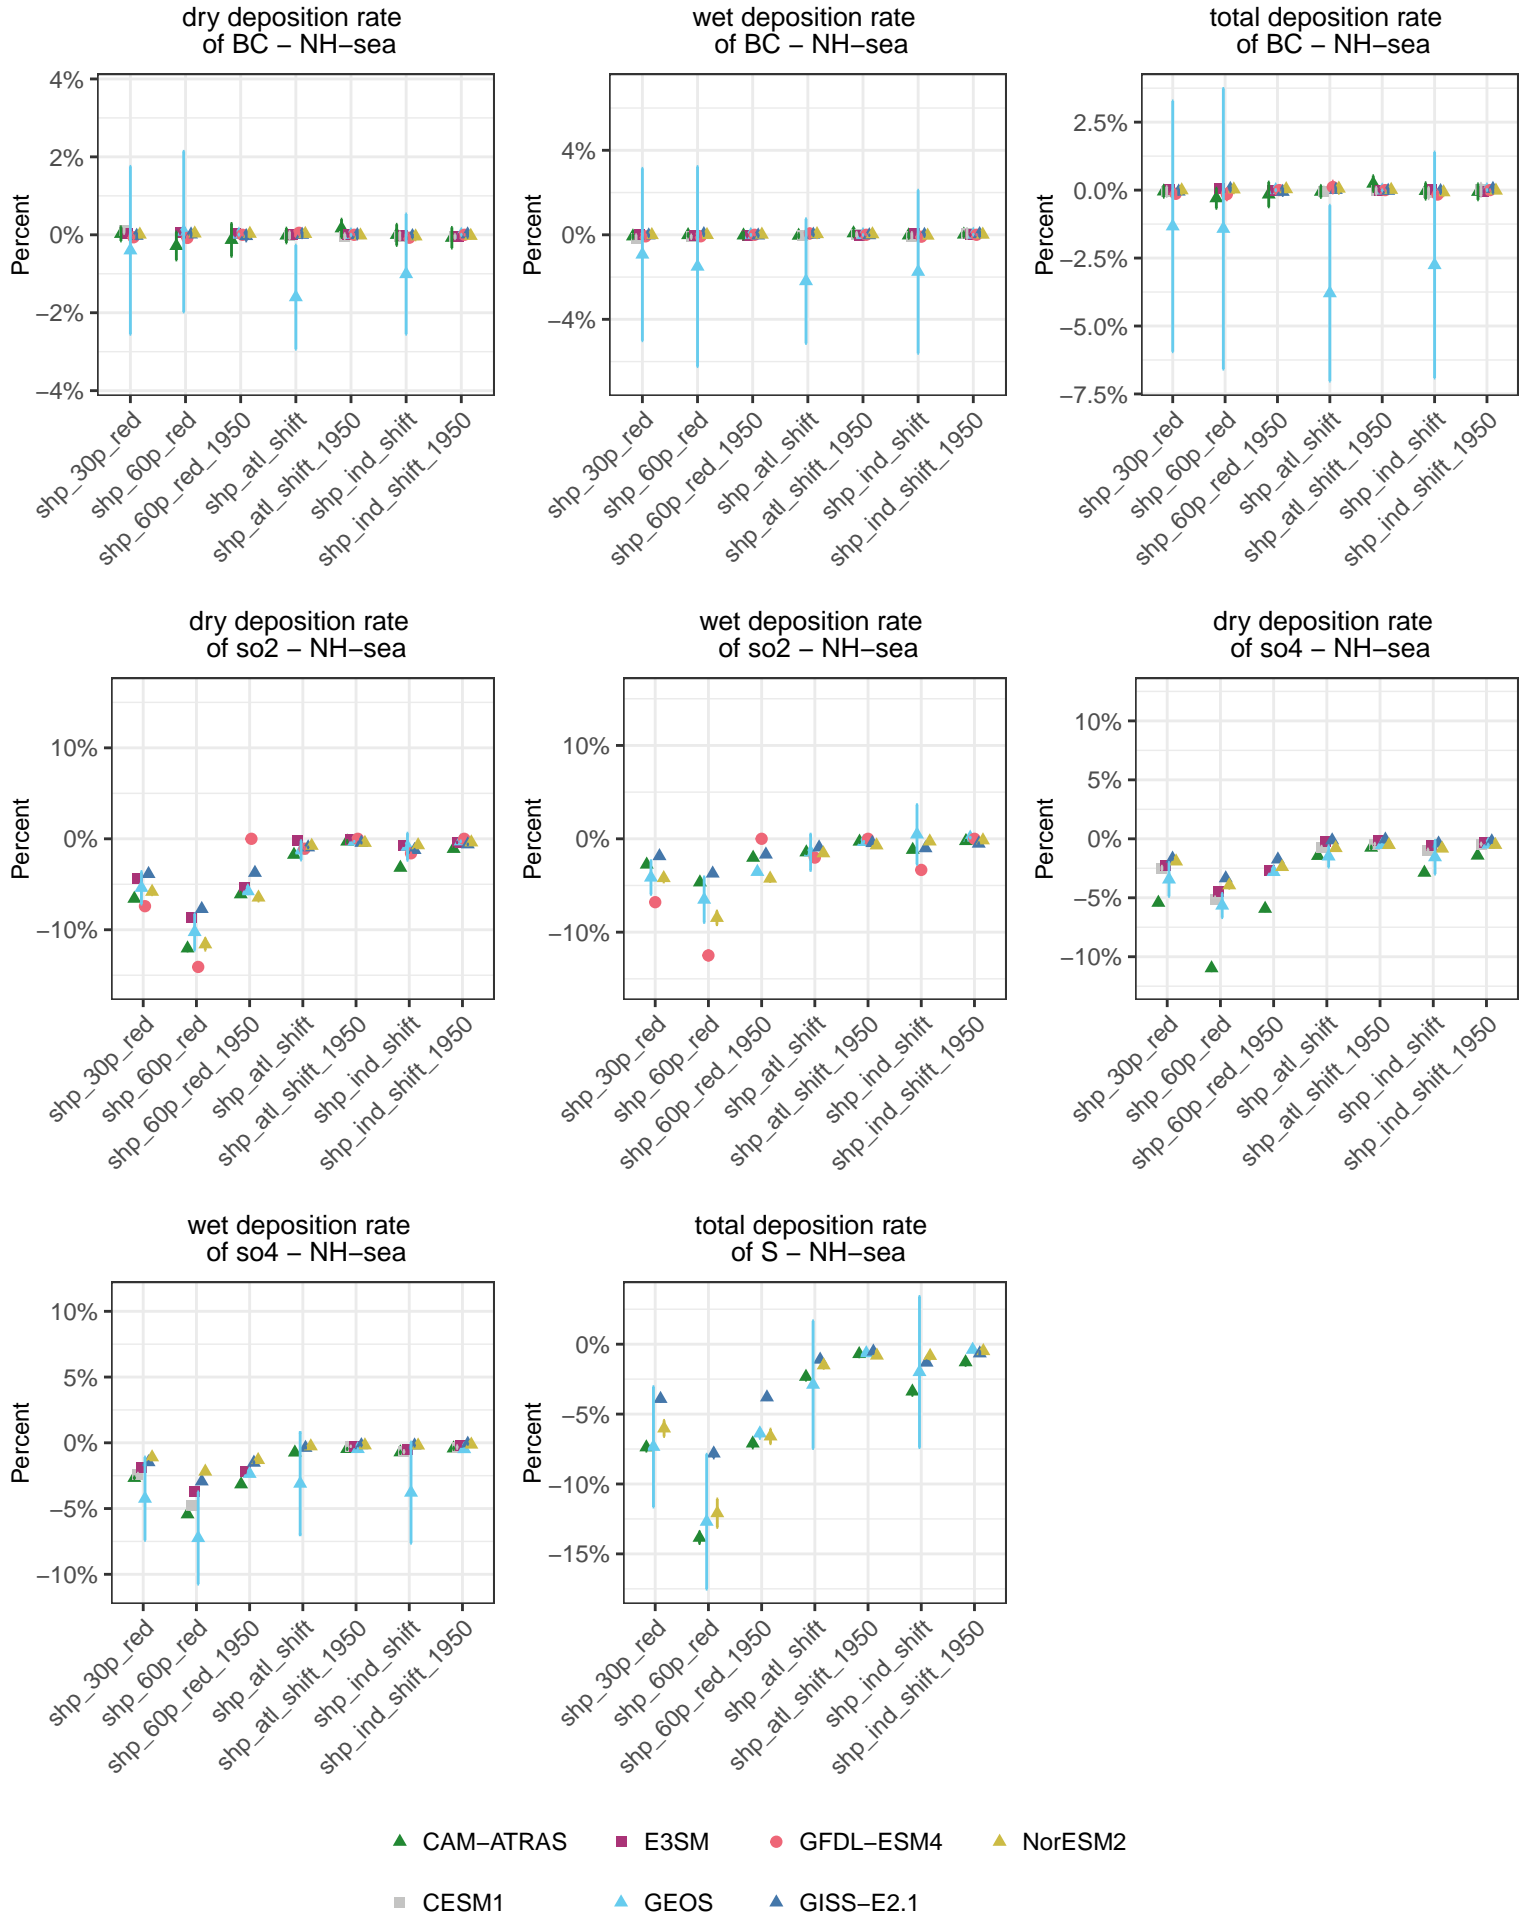 dry deposition rate
of BC − NH−sea
4%
2%
0%
−2%
−4%
Percent
shp_30p_red
shp_60p_red
shp_60p_red_1950
shp_atl_shift
shp_atl_shift_1950
shp_ind_shift
shp_ind_shift_1950
wet deposition rate
of BC − NH−sea
4%
0%
−4%
Percent
shp_30p_red
shp_60p_red
shp_60p_red_1950
shp_atl_shift
shp_atl_shift_1950
shp_ind_shift
shp_ind_shift_1950
total deposition rate
of BC − NH−sea
2.5%
0.0%
−2.5%
−5.0%
−7.5%
Percent
shp_30p_red
shp_60p_red
shp_60p_red_1950
shp_atl_shift
shp_atl_shift_1950
shp_ind_shift
shp_ind_shift_1950
dry deposition rate
of so2 − NH−sea
10%
0%
−10%
Percent
shp_30p_red
shp_60p_red
shp_60p_red_1950
shp_atl_shift
shp_atl_shift_1950
shp_ind_shift
shp_ind_shift_1950
wet deposition rate
of so2 − NH−sea
10%
0%
−10%
Percent
shp_30p_red
shp_60p_red
shp_60p_red_1950
shp_atl_shift
shp_atl_shift_1950
shp_ind_shift
shp_ind_shift_1950
dry deposition rate
of so4 − NH−sea
10%
5%
0%
−5%
−10%
Percent
shp_30p_red
shp_60p_red
shp_60p_red_1950
shp_atl_shift
shp_atl_shift_1950
shp_ind_shift
shp_ind_shift_1950
wet deposition rate
of so4 − NH−sea
10%
5%
0%
−5%
−10%
Percent
shp_30p_red
shp_60p_red
shp_60p_red_1950
shp_atl_shift
shp_atl_shift_1950
shp_ind_shift
shp_ind_shift_1950
total deposition rate
of S − NH−sea
0%
−5%
−10%
−15%
Percent
shp_30p_red
shp_60p_red
shp_60p_red_1950
shp_atl_shift
shp_atl_shift_1950
shp_ind_shift
shp_ind_shift_1950
CAM−ATRAS E3SM GFDL−ESM4 NorESM2
CESM1 GEOS GISS−E2.1